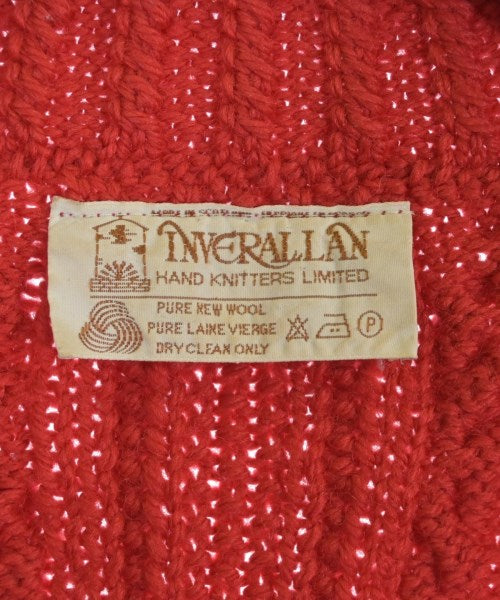 INVERALLAN
HAND KNITTERS LIMITED
PURE NEW WOOL
PURE LAINE VIERGE
P
DRY CLEAN ONLY